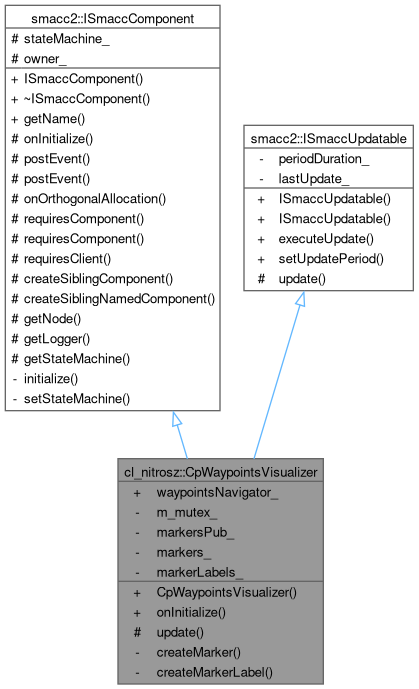 smacc2::ISmaccComponent
# stateMachine_
# owner_
+ ISmaccComponent()
+ ~ISmaccComponent()
+ getName()
# onInitialize()
# postEvent()
# postEvent()
# onOrthogonalAllocation()
# requiresComponent()
# requiresComponent()
# requiresClient()
# createSiblingComponent()
# createSiblingNamedComponent()
# getNode()
# getLogger()
# getStateMachine()
- initialize()
- setStateMachine()
smacc2::ISmaccUpdatable
- periodDuration_
- lastUpdate_
+ ISmaccUpdatable()
+ ISmaccUpdatable()
+ executeUpdate()
+ setUpdatePeriod()
# update()
cl_nitrosz::CpWaypointsVisualizer
+ waypointsNavigator_
- m_mutex_
- markersPub_
- markers_
- markerLabels_
+ CpWaypointsVisualizer()
+ onInitialize()
# update()
- createMarker()
- createMarkerLabel()